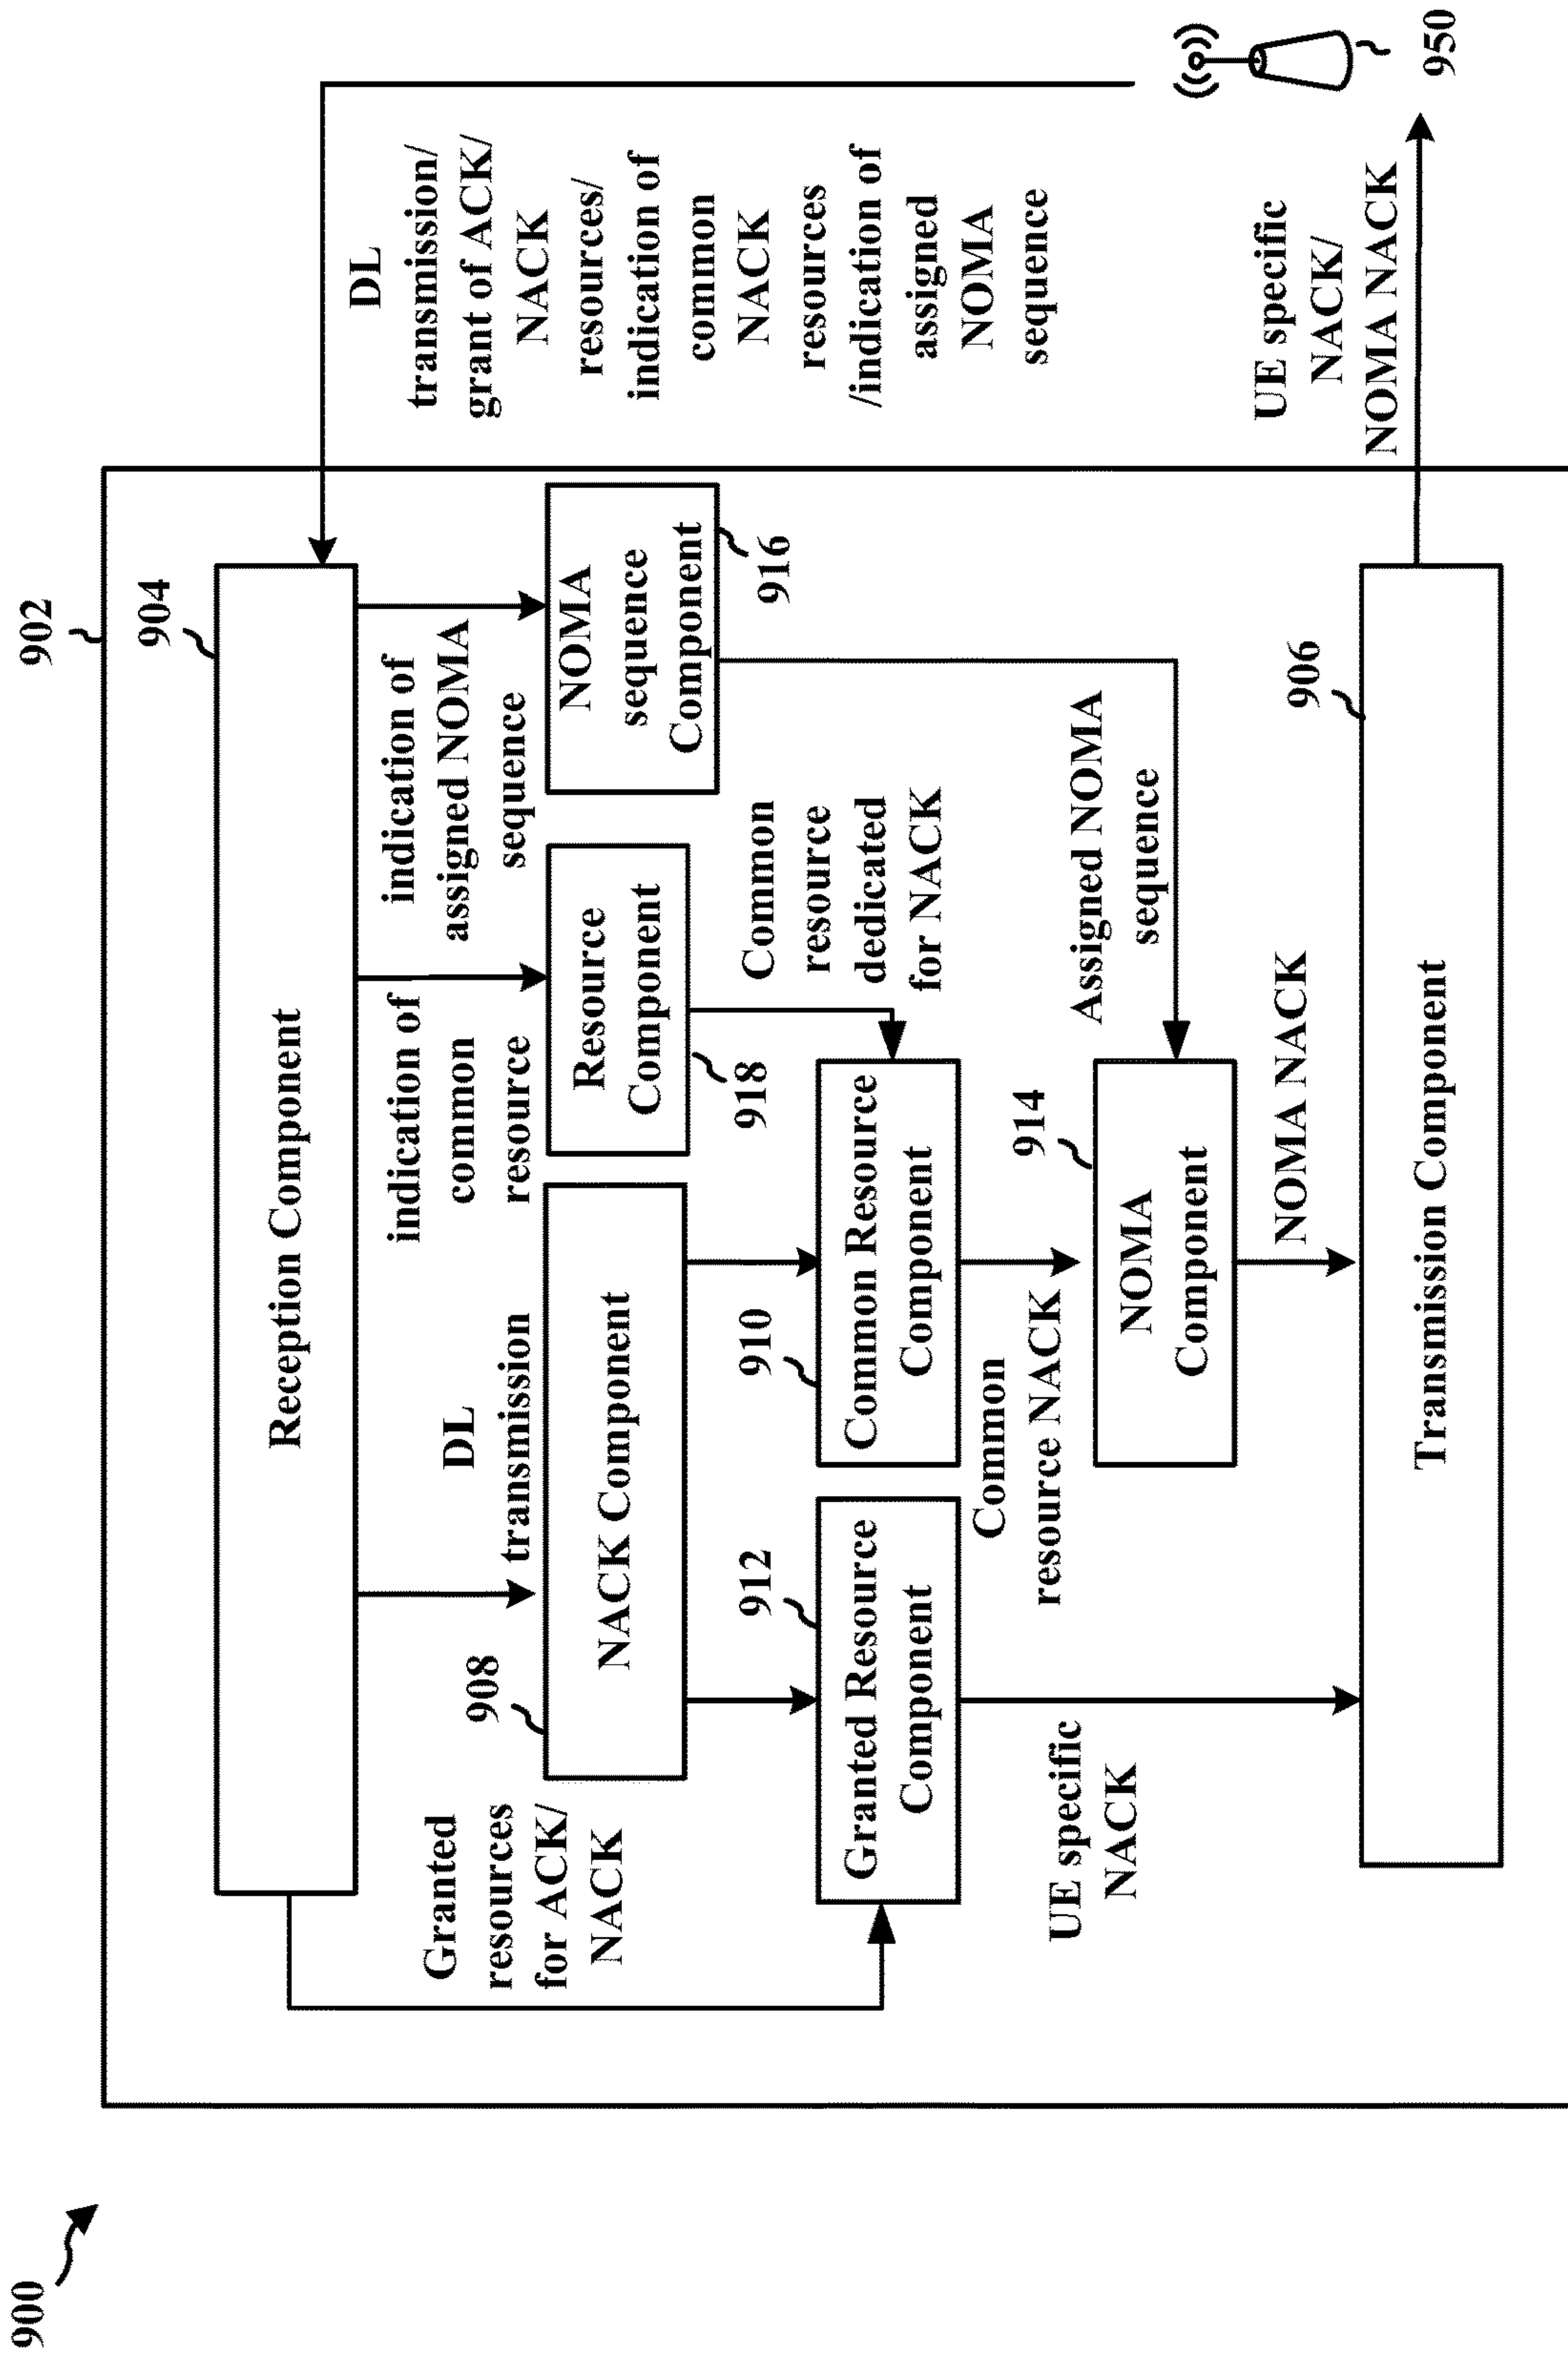 900
902
904
Reception Component
DL
transmission/
grant of ACK/
NACK
resources/
indication of
common
NACK
resources
/indication of
assigned
NOMA
sequence
950
Granted
resources
for ACK/
NACK
908
DL
transmission
indication of
common
resource
indication of
assigned NOMA
sequence
NACK Component
Resource
Component
918
NOMA
sequence
Component
916
912
Granted Resource
Component
910
Common Resource
Component
Common
resource
dedicated
for NACK
UE specific
NACK
Common
resource NACK
914
NOMA
Component
Assigned NOMA
sequence
NOMA NACK
906
Transmission Component
UE specific
NACK/
NOMA NACK